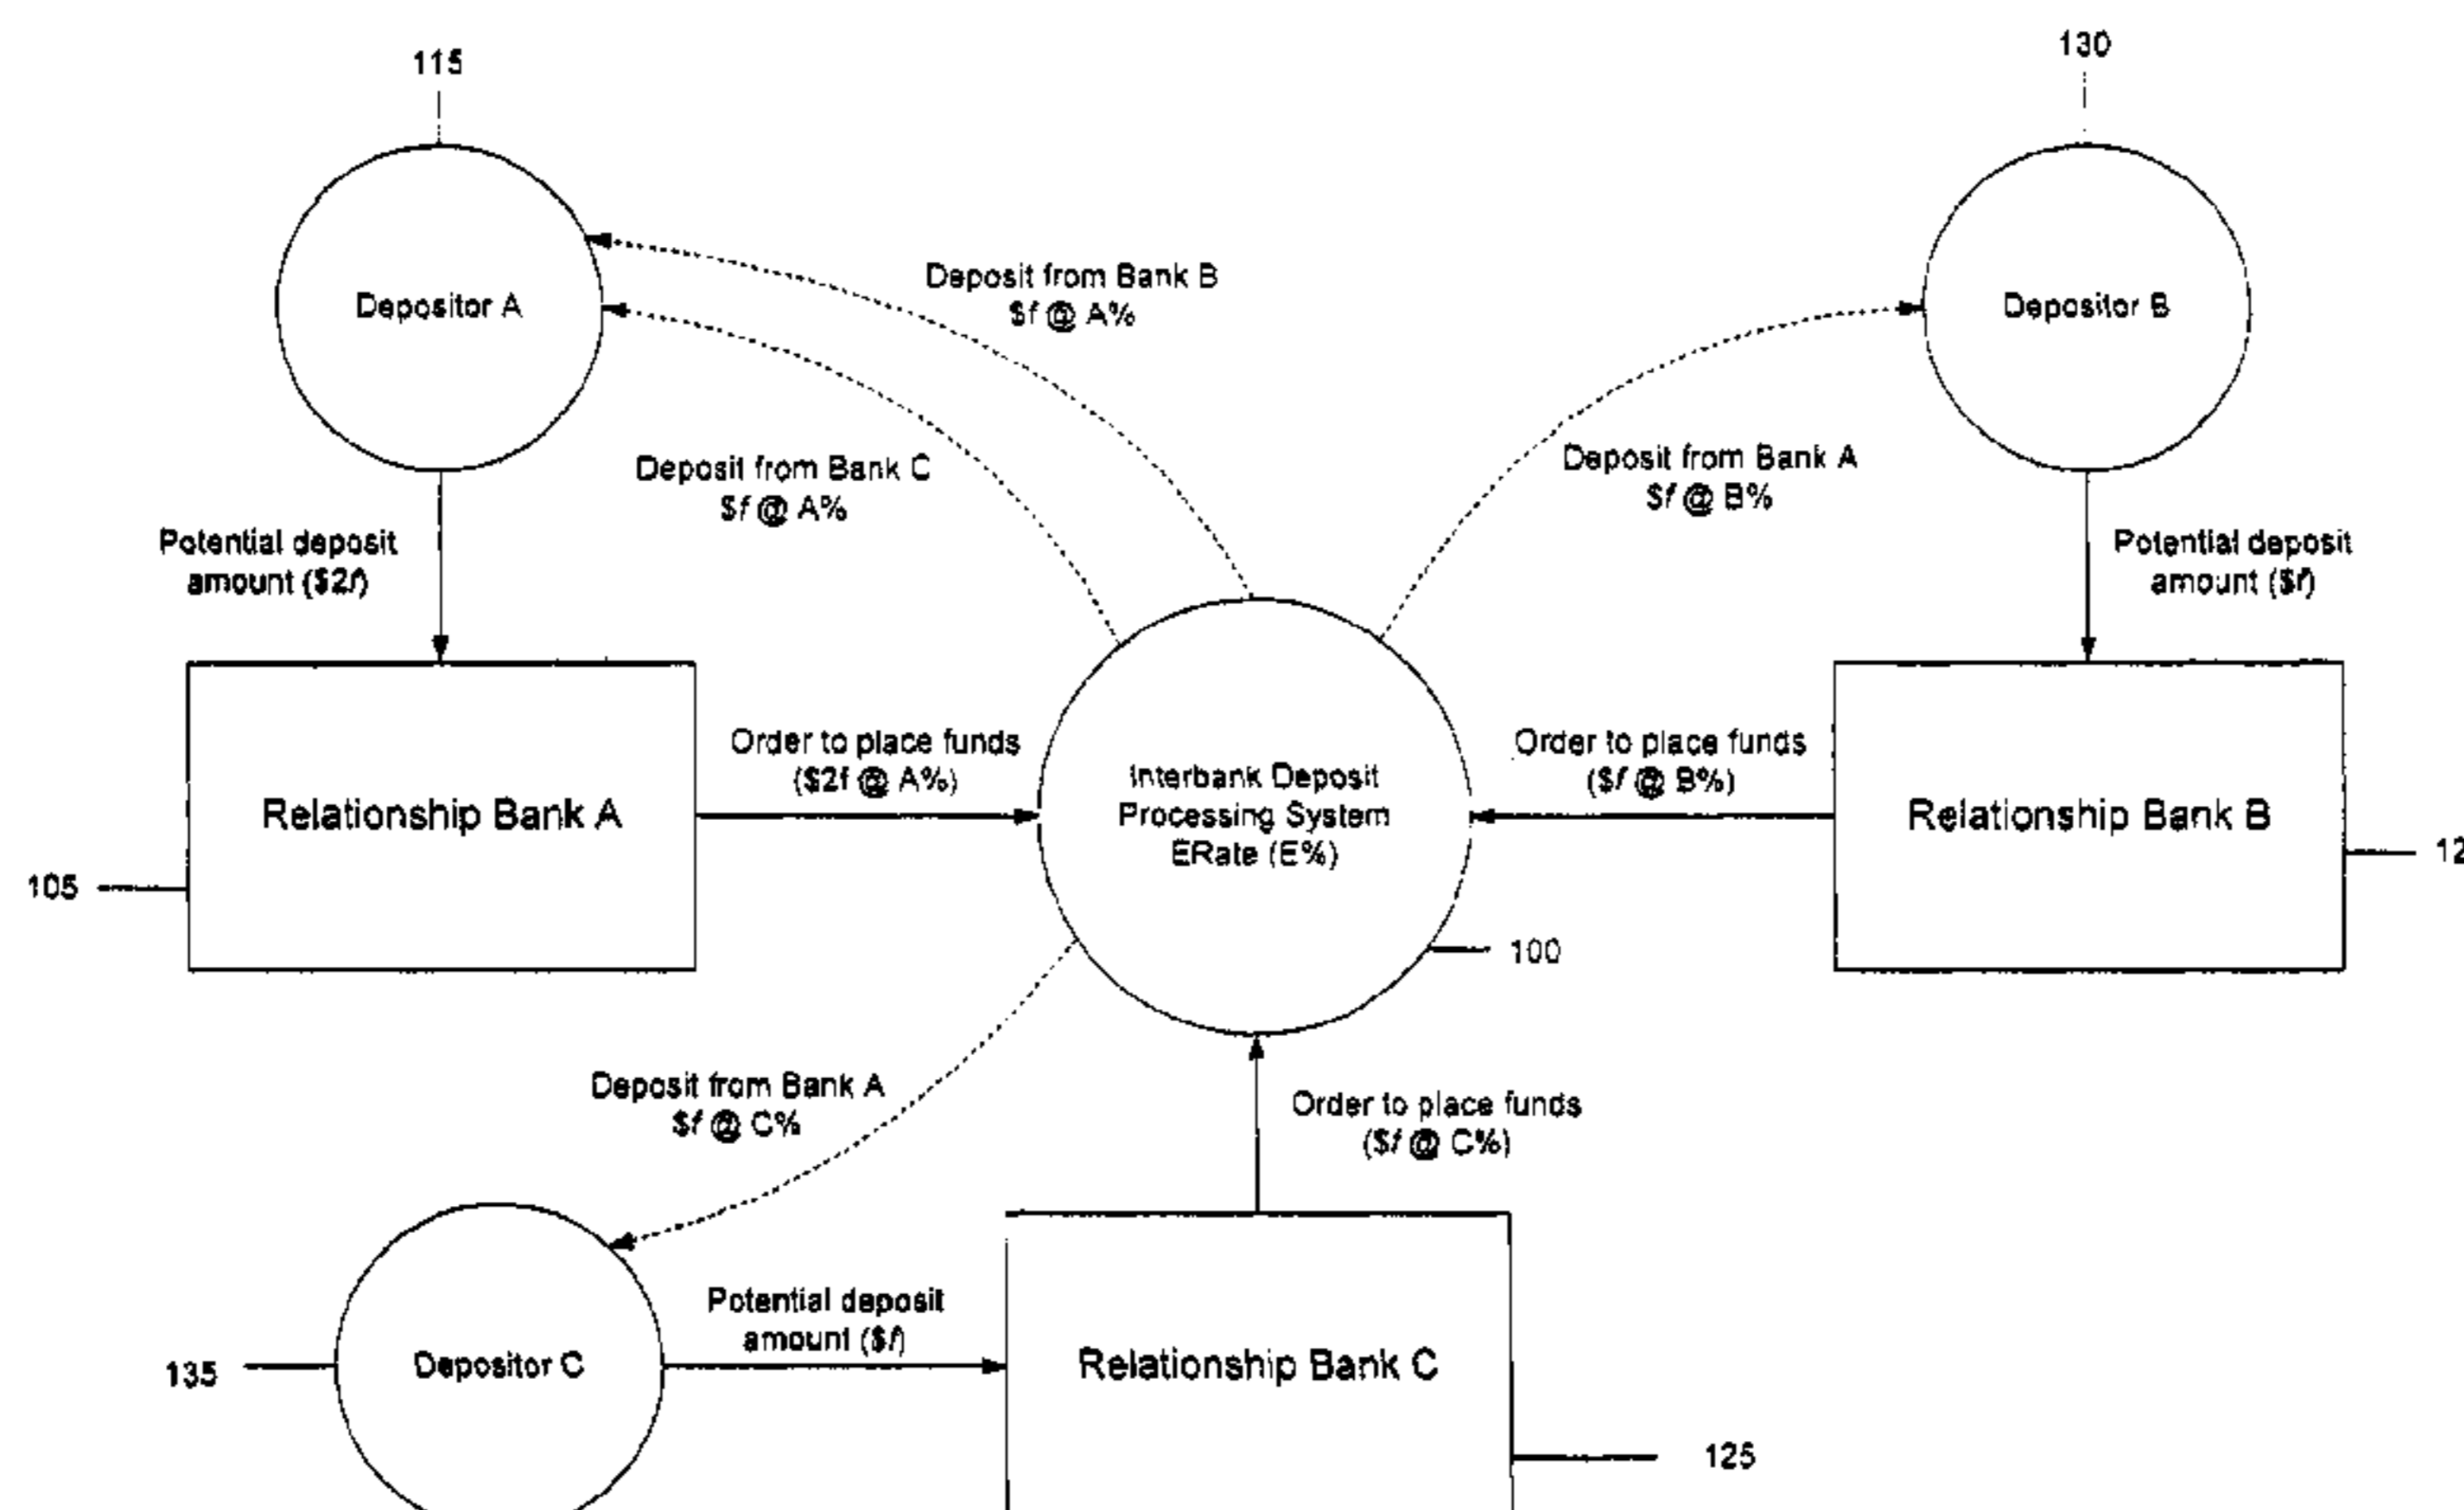 115
130
Depositor A
Deposit from Bank B
$f @ A%
Depositor B
Deposit from Bank C
$f @ A%
Deposit from Bank A
$f @ B%
Potential deposit
amount ($2f)
Potential deposit
amount ($f)
Relationship Bank A
Order to place funds
($2f @ A%)
Interbank Deposit
Processing System
ERate (E%)
Order to place funds
($f @ B%)
Relationship Bank B
105
100
Deposit from Bank A
$f @ C%
Order to place funds
($f @ C%)
135
Depositor C
Potential deposit
amount ($f)
Relationship Bank C
125